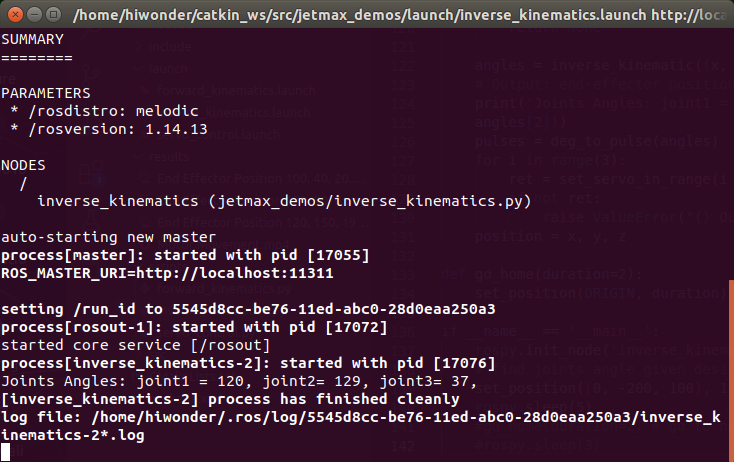 /home/hiwonder/catkin_ws/src/jetmax_demos/launch/inverse_kinematics.launch http://loca
SUMMARY
========
PARAMETERS
* /rosdistro: melodic
* /rosversion: 1.14.13
NODES
/
inverse_kinematics (jetmax_demos/inverse_kinematics.py)
auto-starting new master
process[master]: started with pid [17055]
ROS_MASTER_URI=http://localhost:11311
setting /run_id to 5545d8cc-be76-11ed-abc0-28d0eaa250a3
process[rosout-1]: started with pid [17072]
started core service [/rosout]
process[inverse_kinematics-2]: started with pid [17076]
Joints Angles: joint1 = 120, joint2= 129, joint3= 37,
[inverse_kinematics-2] process has finished cleanly
log file: /home/hiwonder/.ros/log/5545d8cc-be76-11ed-abc0-28d0eaa250a3/inverse_k
inematics-2*.log